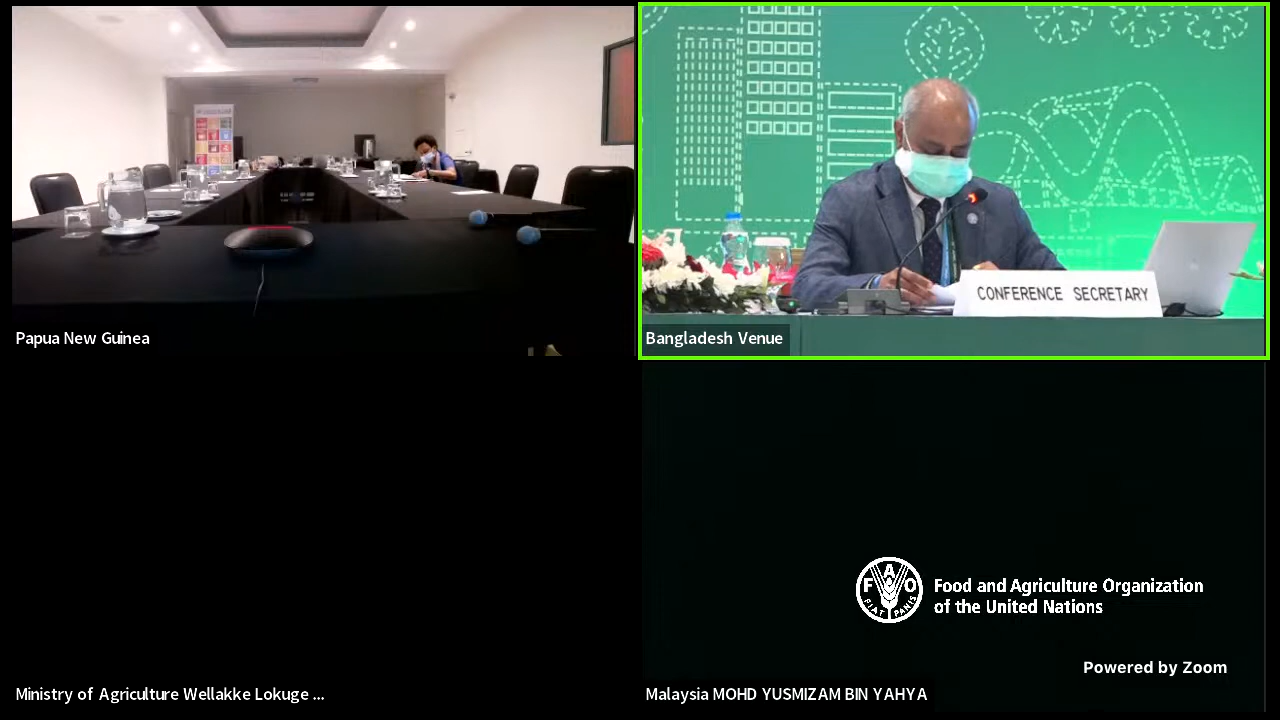 Papua New Guinea
CONFERENCE SECRETARY
Bangladesh Venue
FAO
FIAT PANIS
Food and Agriculture Organization
of the United Nations
Powered by Zoom
Ministry of Agriculture Wellakke Lokuge ...
Malaysia MOHD YUSMIZAM BIN YAHYA